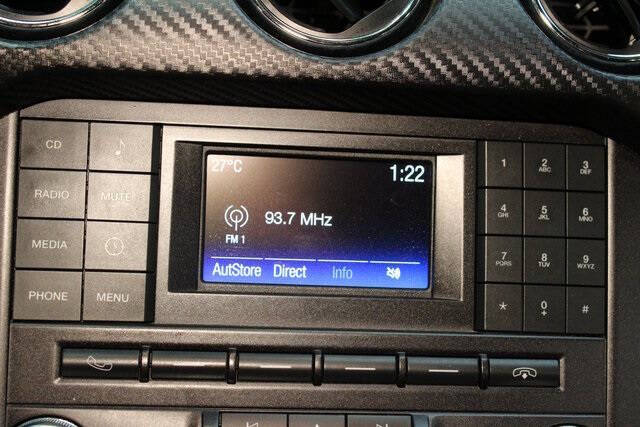 CD
RADIO MUTE
MEDIA
PHONE MENU
27°C 1:22
93.7 MHz
FM 1
AutStore Direct Info
1 2 ABC 3 DEF
4 GHI 5 JKL 6 MNO
7 PQRS 8 TUV 9 WXYZ
* 0 + #